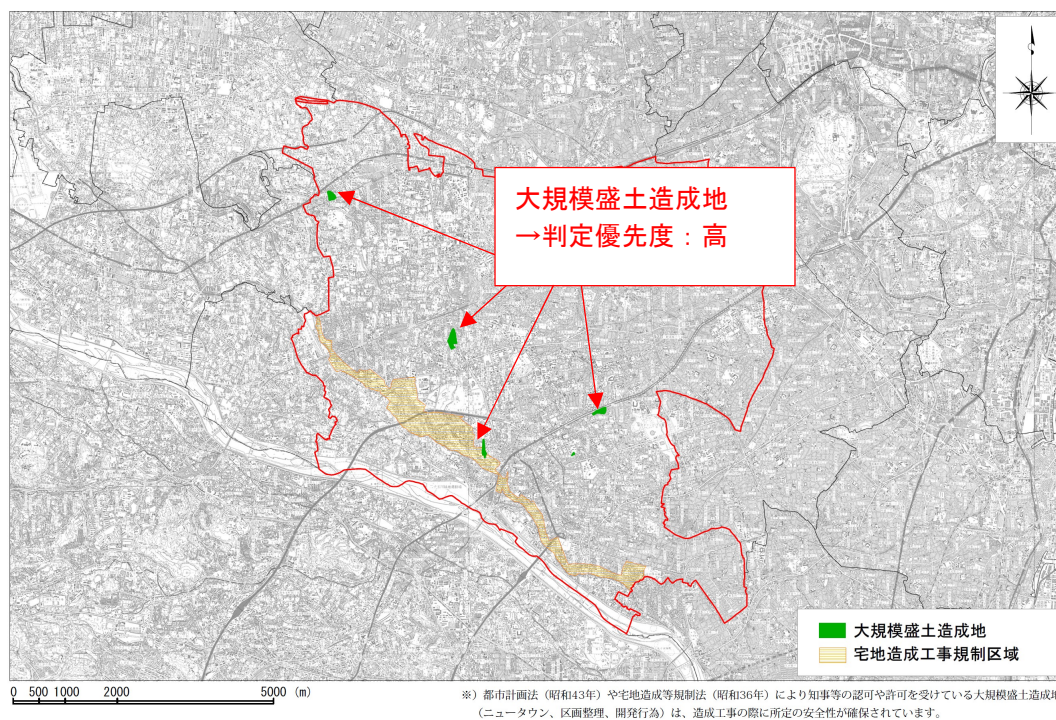 大規模盛土造成地
→判定優先度：高
大規模盛土造成地
宅地造成工事規制区域
0 500 1000 2000 5000 (m)
※）都市計画法（昭和43年）や宅地造成等規制法（昭和36年）により知事等の認可や許可を受けている大規模盛土造成地
（ニュータウン、区画整理、開発行為）は、造成工事の際に所定の安全性が確保されています。